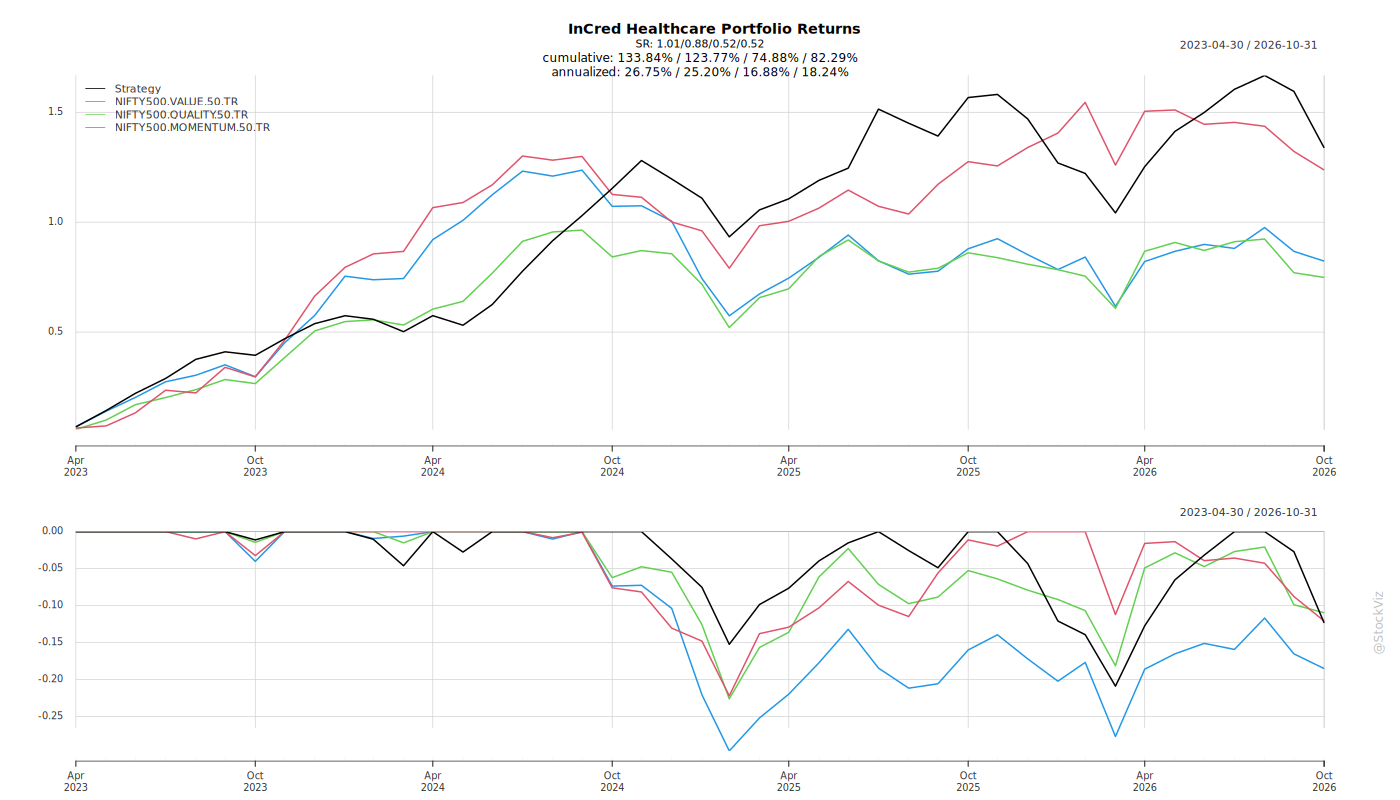 InCred Healthcare Portfolio Returns
SR: 1.01/0.88/0.52/0.52
cumulative: 133.84% / 123.77% / 74.88% / 82.29%
annualized: 26.75% / 25.20% / 16.88% / 18.24%
2023-04-30 / 2026-10-31
Strategy
NIFTY500.VALUE.50.TR
NIFTY500.QUALITY50.TR
NIFTY500.MOMENTUM.50.TR
1.5
1.0
0.5
Apr Oct Apr Oct Apr Oct Apr Oct
2023 2023 2024 2024 2025 2025 2026 2026
2023-04-30 / 2026-10-31
0.00
-0.05
-0.10
-0.15
-0.20
-0.25
Apr Oct Apr Oct Apr Oct Apr Oct
2023 2023 2024 2024 2025 2025 2026 2026
@StockViz